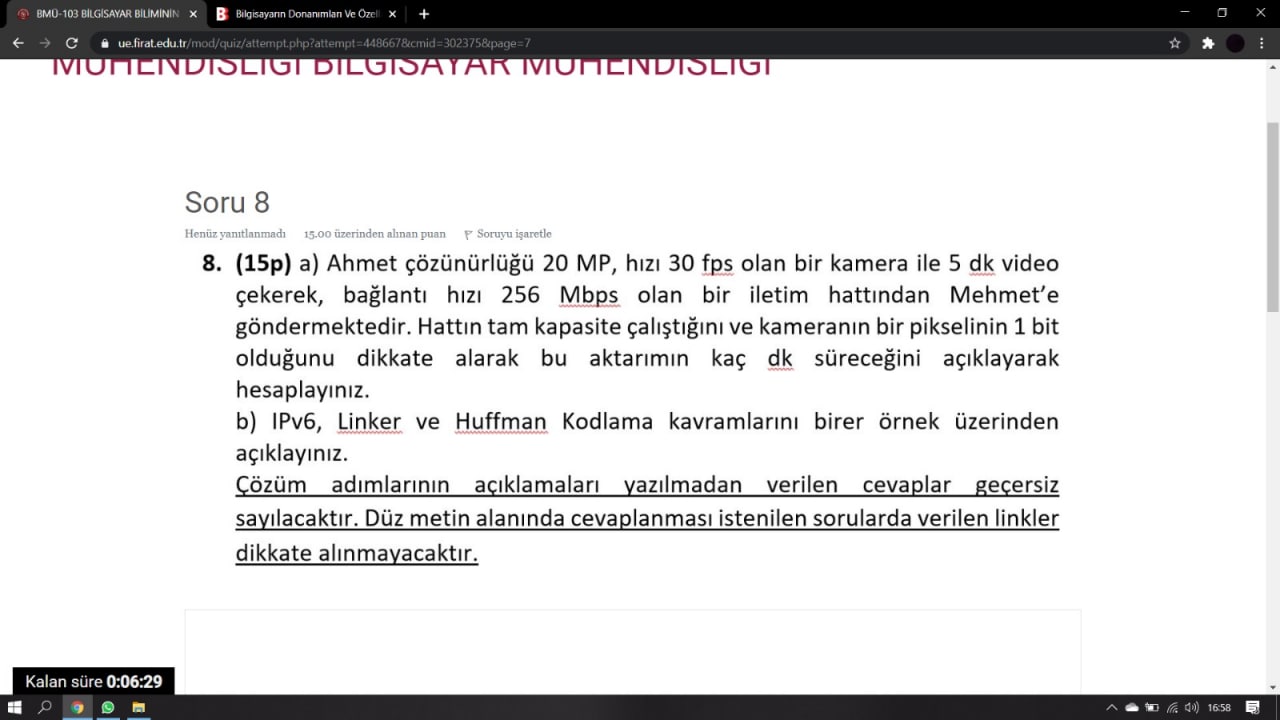 BMÜ-103 BİLGİSAYAR BİLİMİNİN
Bilgisayarın Donanımları Ve Özell
ue.firat.edu.tr/mod/quiz/attempt.php?attempt=448667&cmid=302375&page=7
MÜHENDİSLİĞİ BİLGİSAYAR MÜHENDİSLİĞİ
Soru 8
Henüz yanıtlanmadı 15.00 üzerinden alınan puan Soruyu işaretle
8. (15p) a) Ahmet çözünürlüğü 20 MP, hızı 30 fps olan bir kamera ile 5 dk video
çekerek, bağlantı hızı 256 Mbps olan bir iletim hattından Mehmet’e
göndermektedir. Hattın tam kapasite çalıştığını ve kameranın bir pikselinin 1 bit
olduğunu dikkate alarak bu aktarımın kaç dk süreceğini açıklayarak
hesaplayınız.
b) IPv6, Linker ve Huffman Kodlama kavramlarını birer örnek üzerinden
açıklayınız.
Çözüm adımlarının açıklamaları yazılmadan verilen cevaplar geçersiz
sayılacaktır. Düz metin alanında cevaplanması istenilen sorularda verilen linkler
dikkate alınmayacaktır.
Kalan süre 0:06:29
16:58